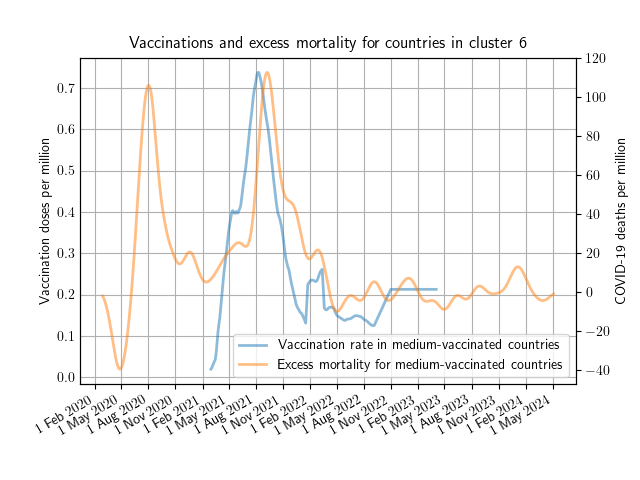 Vaccinations and excess mortality for countries in cluster 6
Vaccination doses per million
0.7
0.6
0.5
0.4
0.3
0.2
0.1
0.0
120
100
80
60
40
20
0
−20
−40
COVID-19 deaths per million
Vaccination rate in medium-vaccinated countries
Excess mortality for medium-vaccinated countries
1 Feb 2020
1 May 2020
1 Aug 2020
1 Nov 2020
1 Feb 2021
1 May 2021
1 Aug 2021
1 Nov 2021
1 Feb 2022
1 May 2022
1 Aug 2022
1 Nov 2022
1 Feb 2023
1 May 2023
1 Aug 2023
1 Nov 2023
1 Feb 2024
1 May 2024